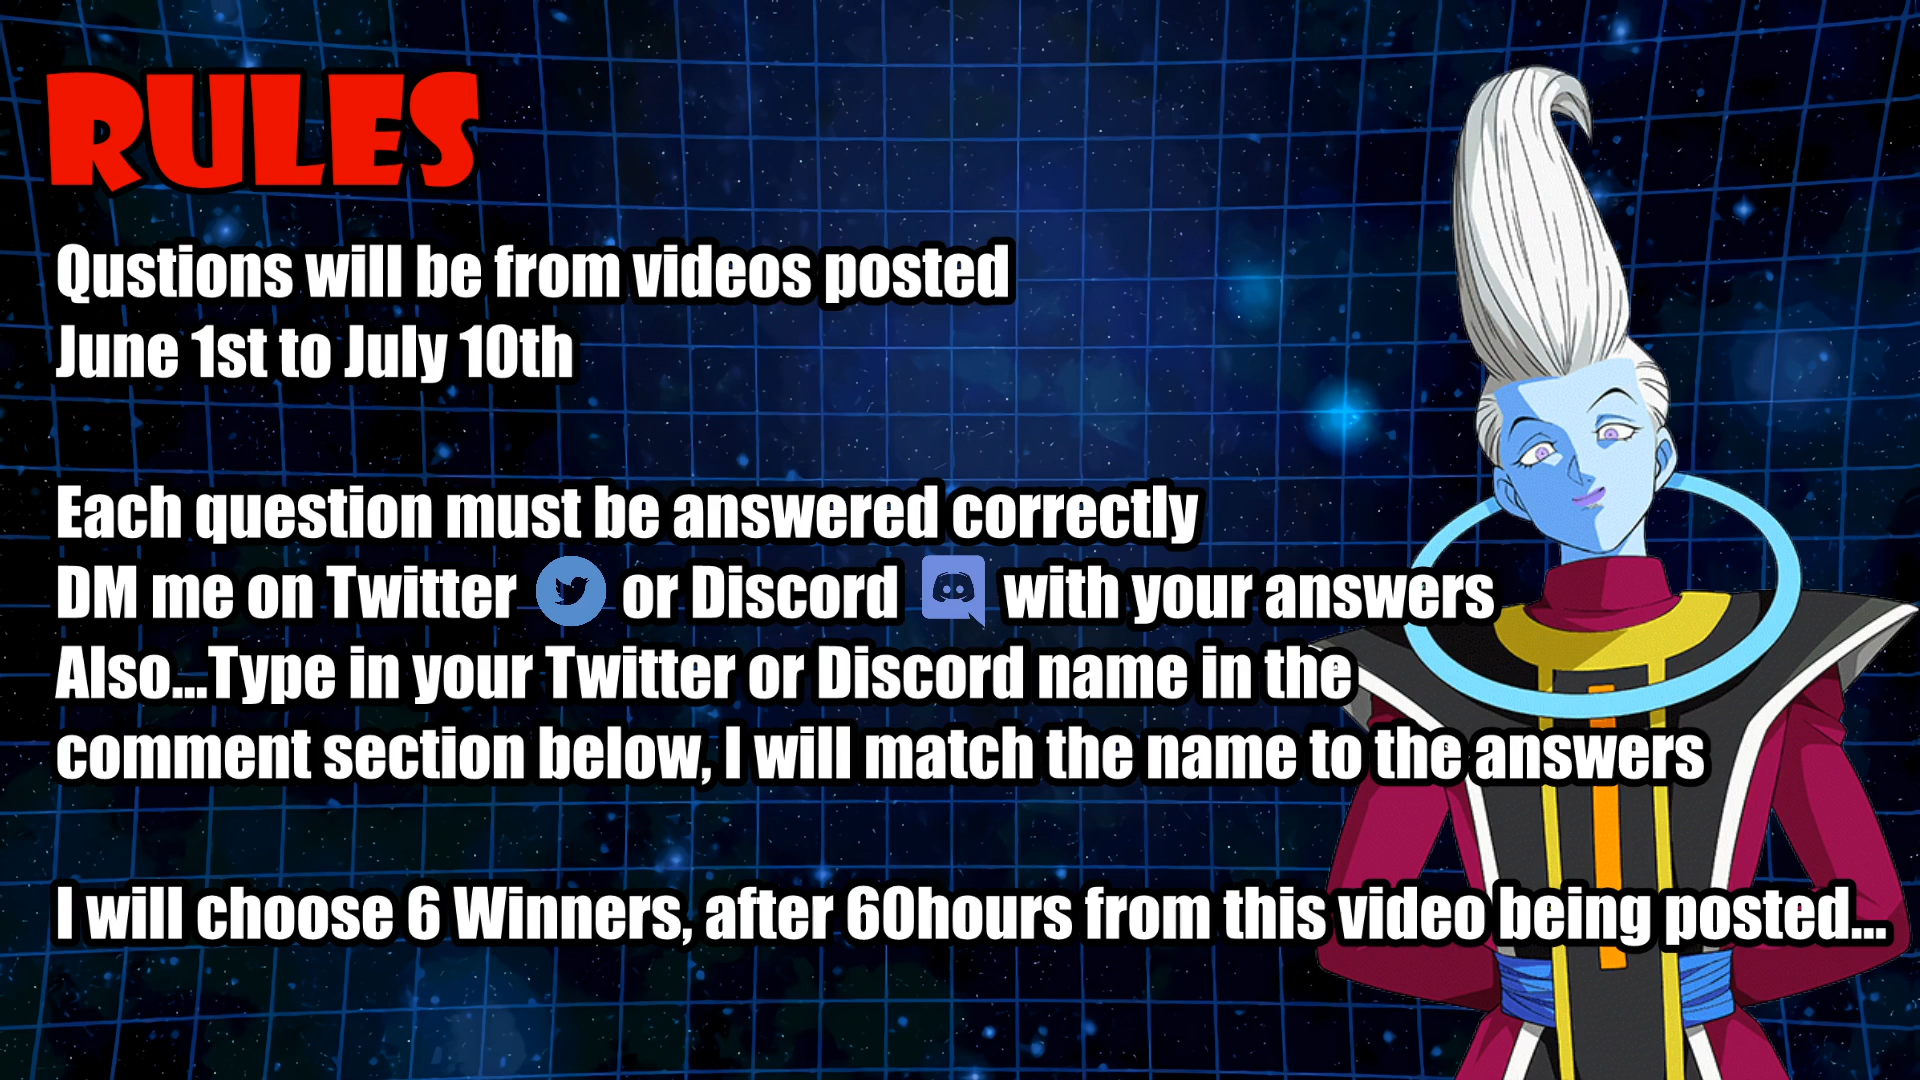 RULES
Qustions will be from videos posted
June 1st to July 10th
Each question must be answered correctly
DM me on Twitter or Discord with your answers
Also...Type in your Twitter or Discord name in the
comment section below, I will match the name to the answers
I will choose 6 Winners, after 60hours from this video being posted...